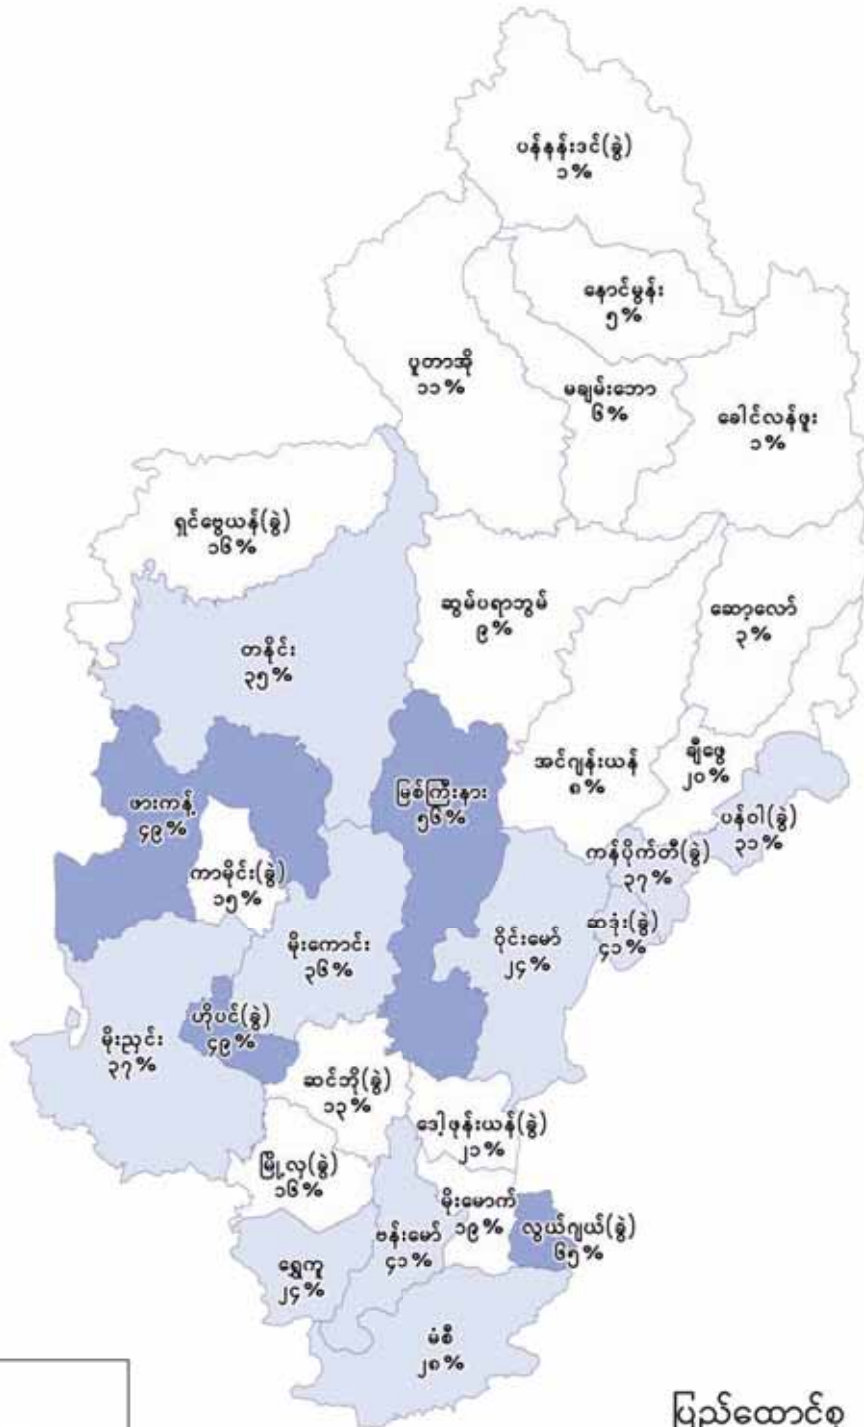 ပန်နန်းဒင်(ခွဲ)
၁%
နောင်မွန်း
၅%
ပူတာအို
၁၁%
မချမ်းဘော
၆%
ခေါင်လန်ဖူး
၁%
ရှင်ဗွေယန်(ခွဲ)
၁၆%
ဆွမ်ပရာဘွမ်
၉%
ဆော့လော်
၃%
တနိုင်း
၃၅%
အင်ဂျန်းယန်
၈%
ချီဖွေ
၂၀%
ဖားကန့်
၄၉%
မြစ်ကြီးနား
၅၆%
ပန်ဝါ(ခွဲ)
၃၁%
ကန်ပိုက်တီ(ခွဲ)
၃၇%
ကာမိုင်း(ခွဲ)
၁၅%
ဆဒုံး(ခွဲ)
၄၁%
မိုးကောင်း
၃၆%
ဝိုင်းမော်
၂၄%
ဟိုပင်(ခွဲ)
၄၉%
မိုးညှင်း
၃၇%
ဆင်ဘို(ခွဲ)
၁၃%
ဒေါ့ဖုန်းယန်(ခွဲ)
၂၁%
မြို့လှ(ခွဲ)
၁၆%
မိုးမောက်
၁၉%
လွယ်ဂျယ်(ခွဲ)
၆၅%
ဗန်းမော်
၄၁%
ရွှေကူ
၂၄%
မံစီ
၂၈%
ပြည်ထောင်စု